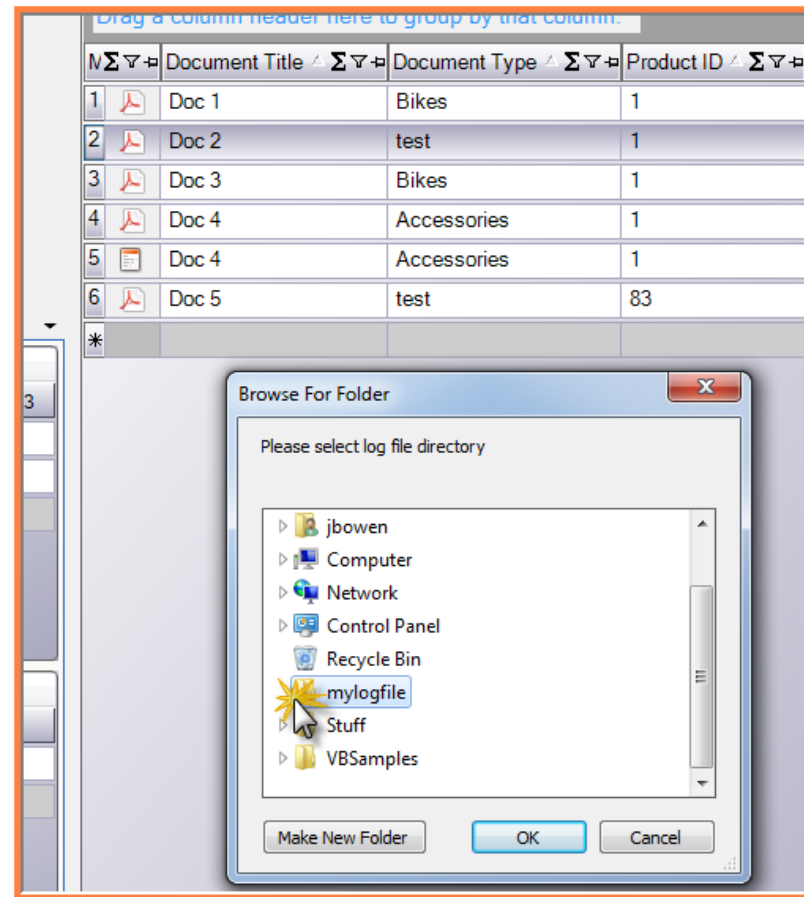 Drag a column header here to group by that column.
M Σ Document Title Σ Document Type Σ Product ID Σ
1 Doc 1 Bikes 1
2 Doc 2 test 1
3 Doc 3 Bikes 1
4 Doc 4 Accessories 1
5 Doc 4 Accessories 1
6 Doc 5 test 83
*
3
Browse For Folder
Please select log file directory
jbowen
Computer
Network
Control Panel
Recycle Bin
mylogfile
Stuff
VBSamples
Make New Folder OK Cancel